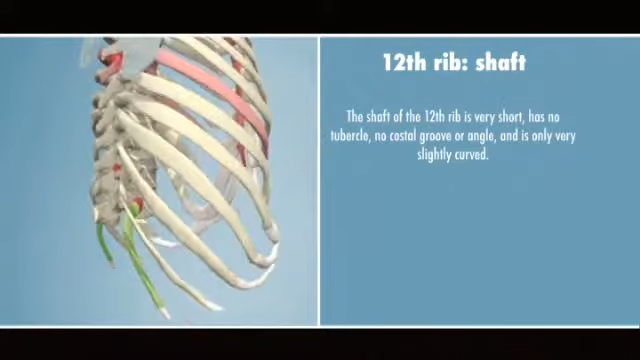 12th rib: shaft
The shaft of the 12th rib is very short, has no
tubercle, no costal groove or angle, and is only very
slightly curved.